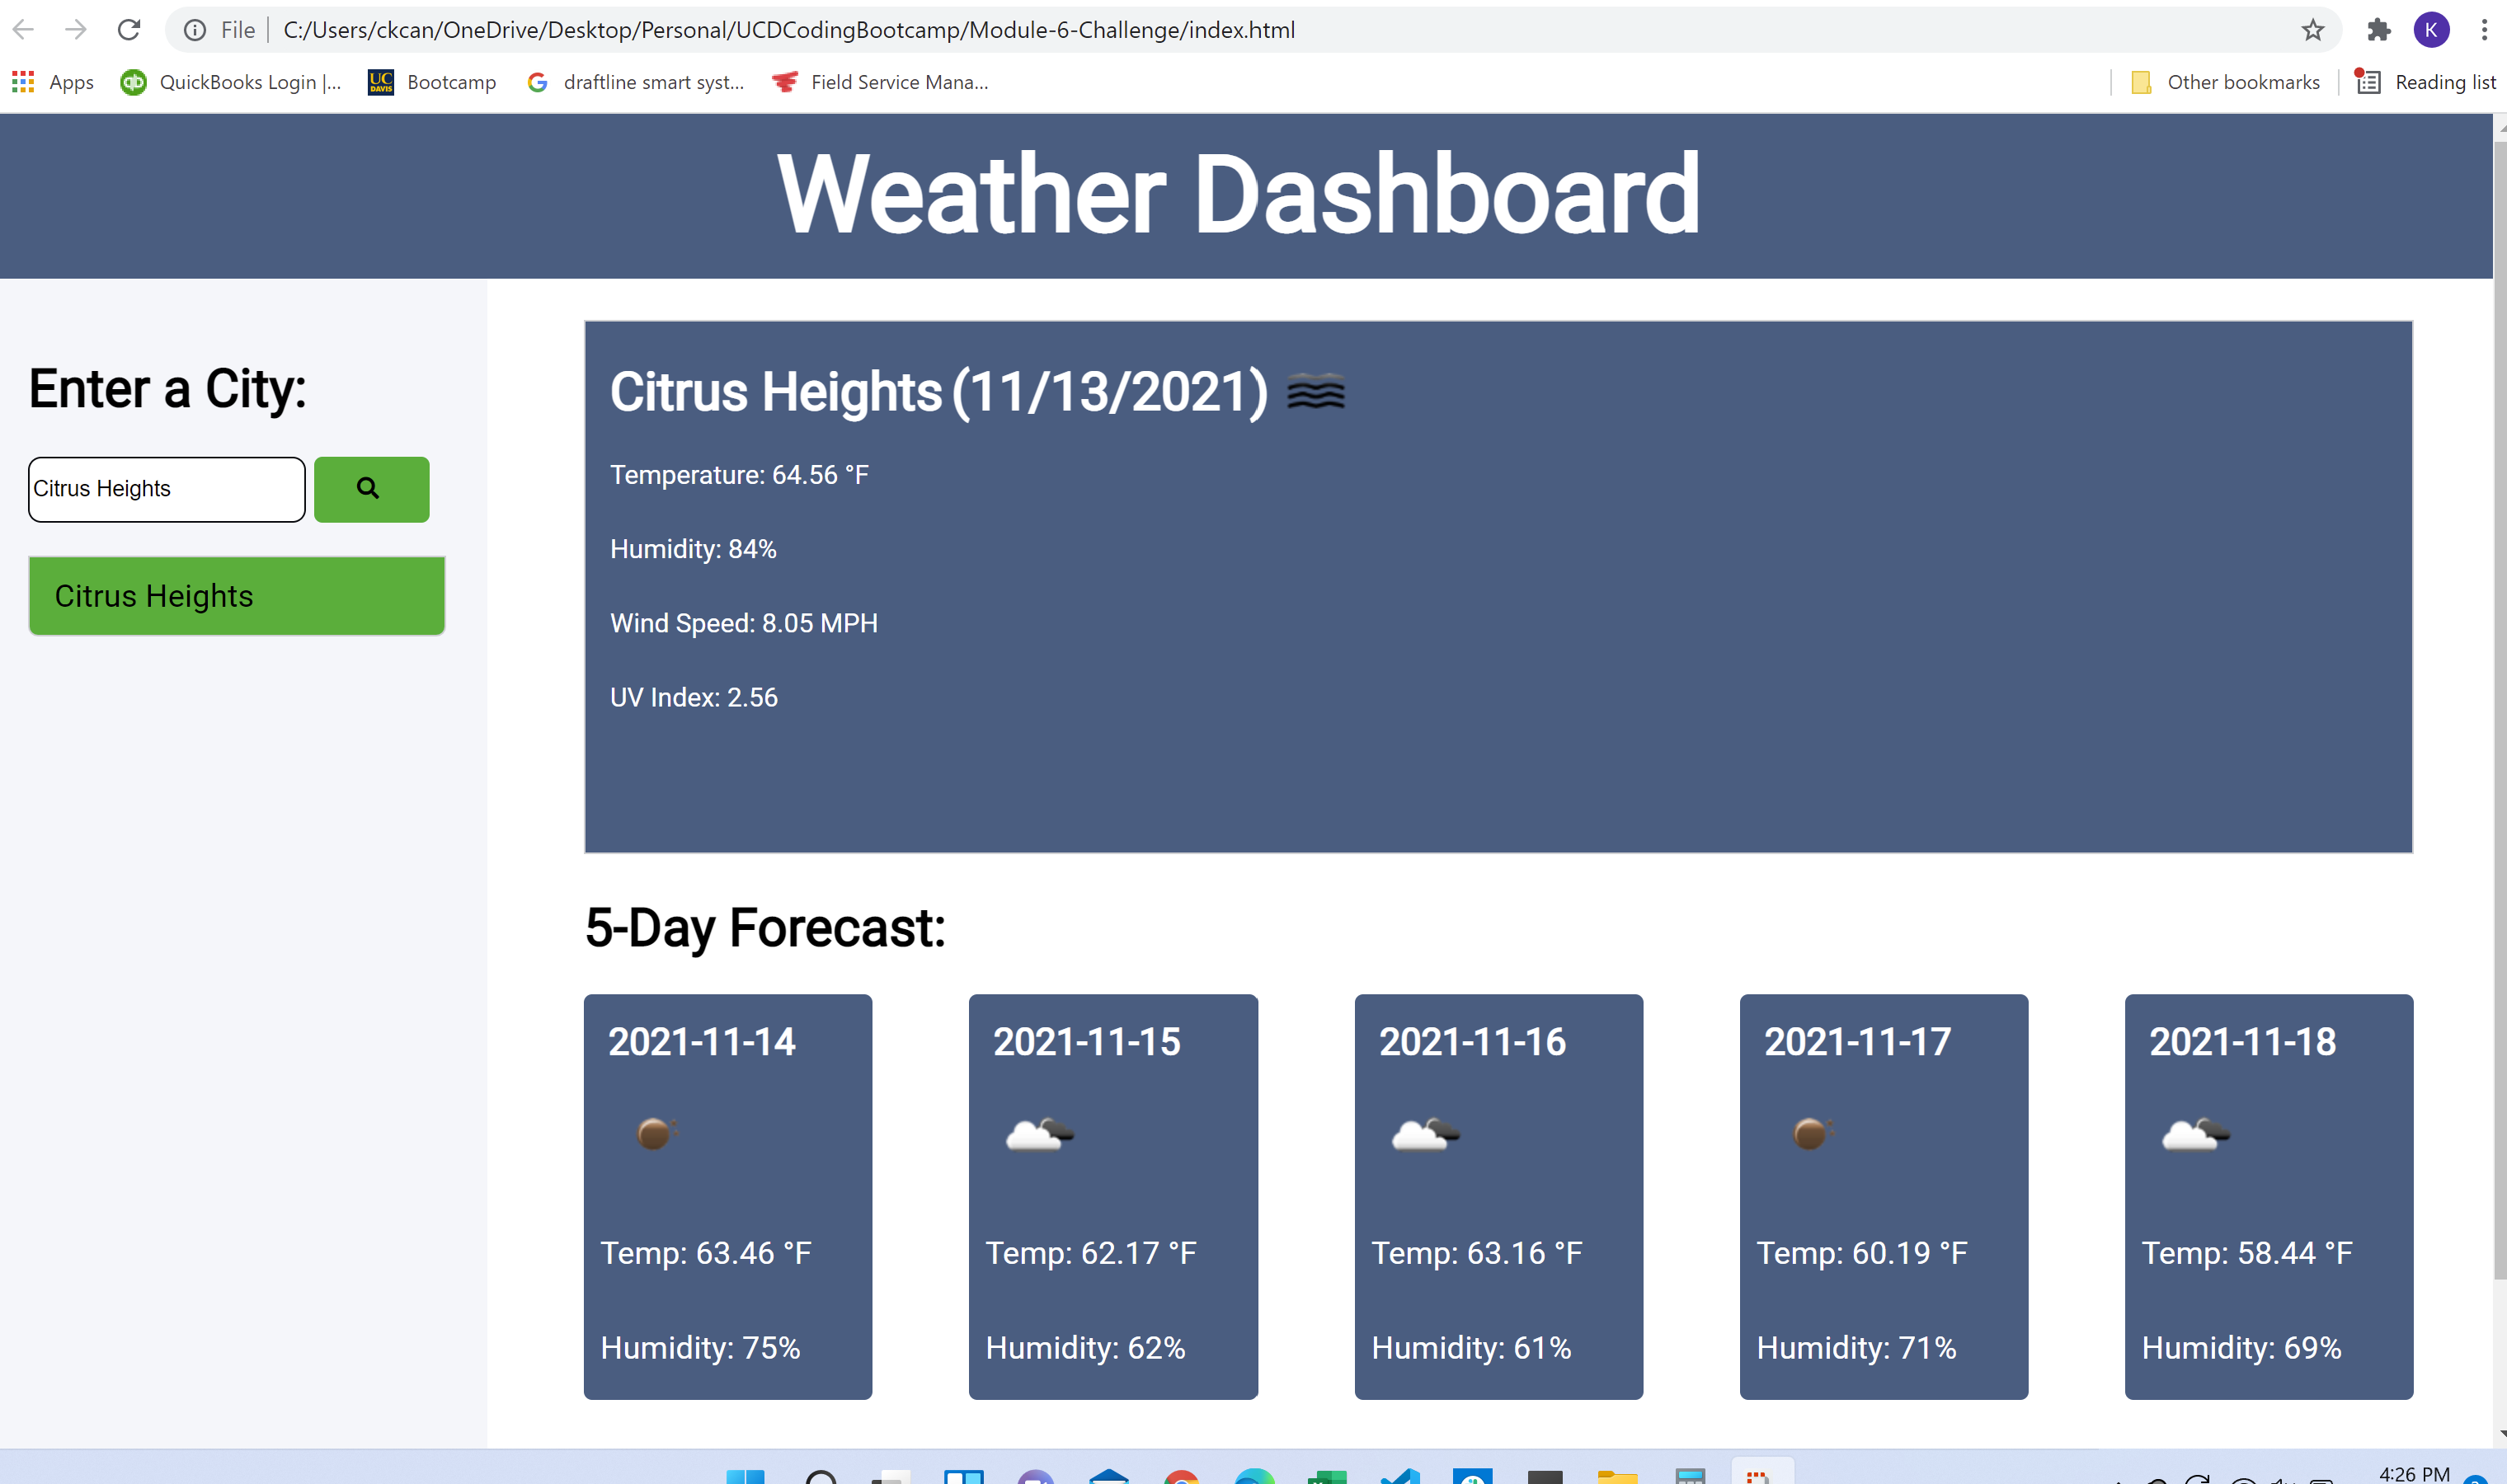 File C:/Users/ckcan/OneDrive/Desktop/Personal/UCDCodingBootcamp/Module-6-Challenge/index.html K
Apps QuickBooks Login |... UC DAVIS Bootcamp draftline smart syst... Field Service Mana... Other bookmarks Reading list
Weather Dashboard
Enter a City:
Citrus Heights
Citrus Heights
Citrus Heights (11/13/2021)
Temperature: 64.56 °F
Humidity: 84%
Wind Speed: 8.05 MPH
UV Index: 2.56
5-Day Forecast:
2021-11-14
Temp: 63.46 °F
Humidity: 75%
2021-11-15
Temp: 62.17 °F
Humidity: 62%
2021-11-16
Temp: 63.16 °F
Humidity: 61%
2021-11-17
Temp: 60.19 °F
Humidity: 71%
2021-11-18
Temp: 58.44 °F
Humidity: 69%
4:26 PM